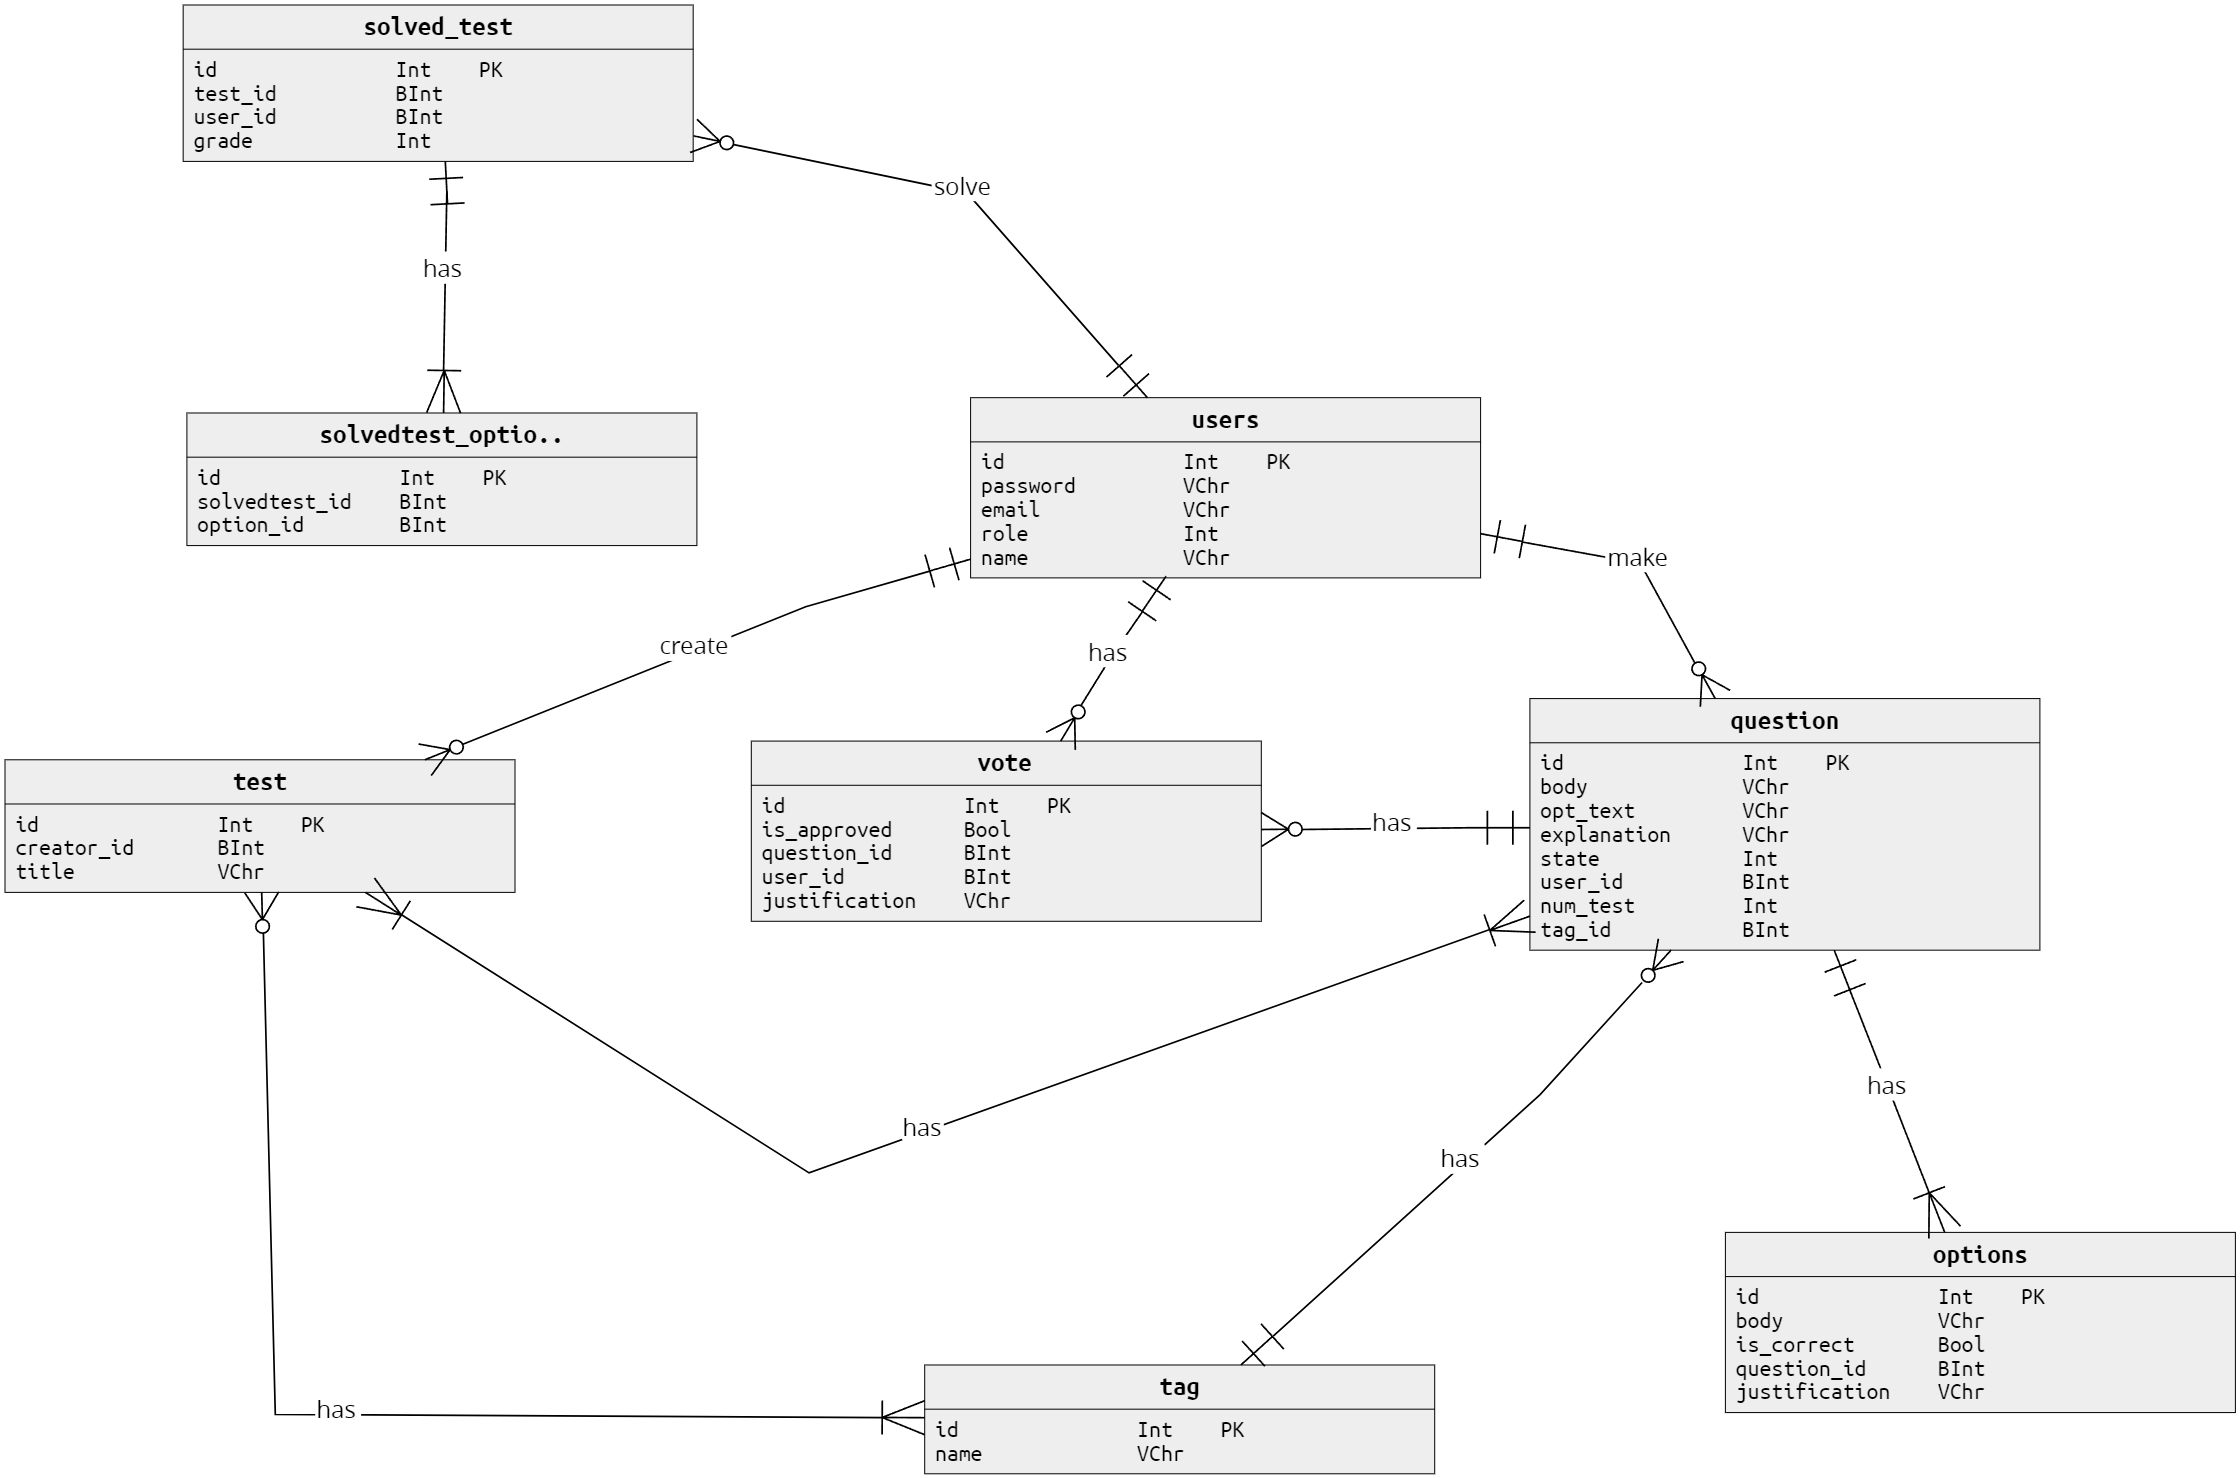 solved_test
id Int PK
test_id BInt
user_id BInt
grade Int
solve
has
solvedtest_optio..
id Int PK
solvedtest_id BInt
option_id BInt
users
id Int PK
password VChr
email VChr
role Int
name VChr
make
create
has
test
id Int PK
creator_id BInt
title VChr
vote
id Int PK
is_approved Bool
question_id BInt
user_id BInt
justification VChr
has
question
id Int PK
body VChr
opt_text VChr
explanation VChr
state Int
user_id BInt
num_test Int
tag_id BInt
has
has
has
options
id Int PK
body VChr
is_correct Bool
question_id BInt
justification VChr
has
tag
id Int PK
name VChr